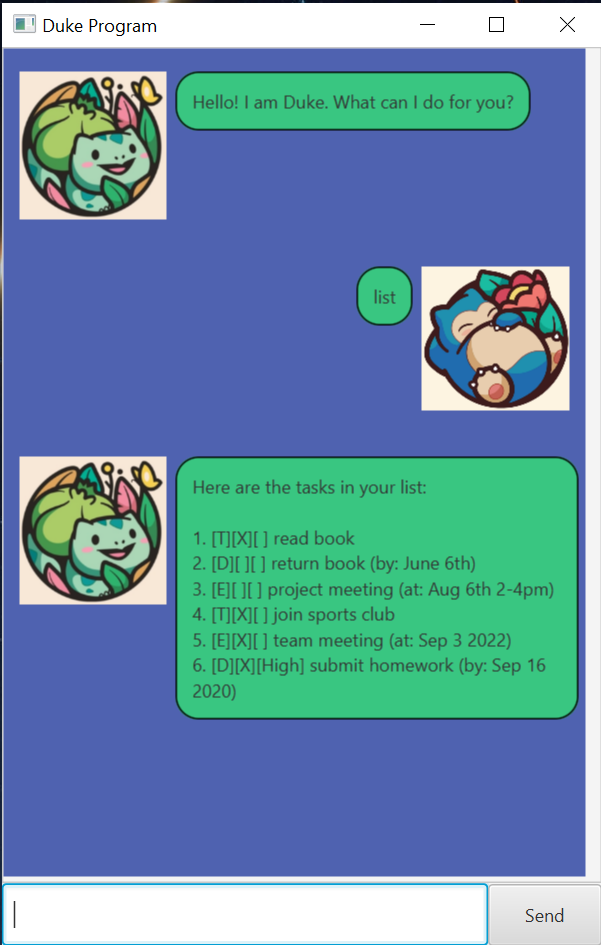 Duke Program
Hello! I am Duke. What can I do for you?
list
Here are the tasks in your list:
1. [T][X][ ] read book
2. [D][ ][ ] return book (by: June 6th)
3. [E][ ][ ] project meeting (at: Aug 6th 2-4pm)
4. [T][X][ ] join sports club
5. [E][X][ ] team meeting (at: Sep 3 2022)
6. [D][X][High] submit homework (by: Sep 16
2020)
Send